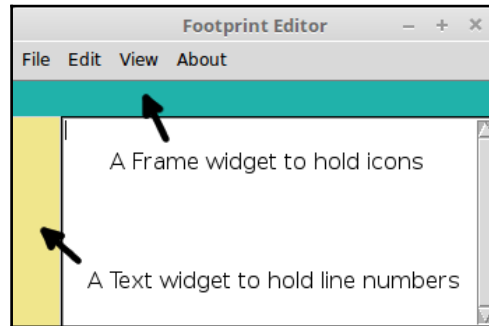 Footprint Editor
File Edit View About
A Frame widget to hold icons
A Text widget to hold line numbers